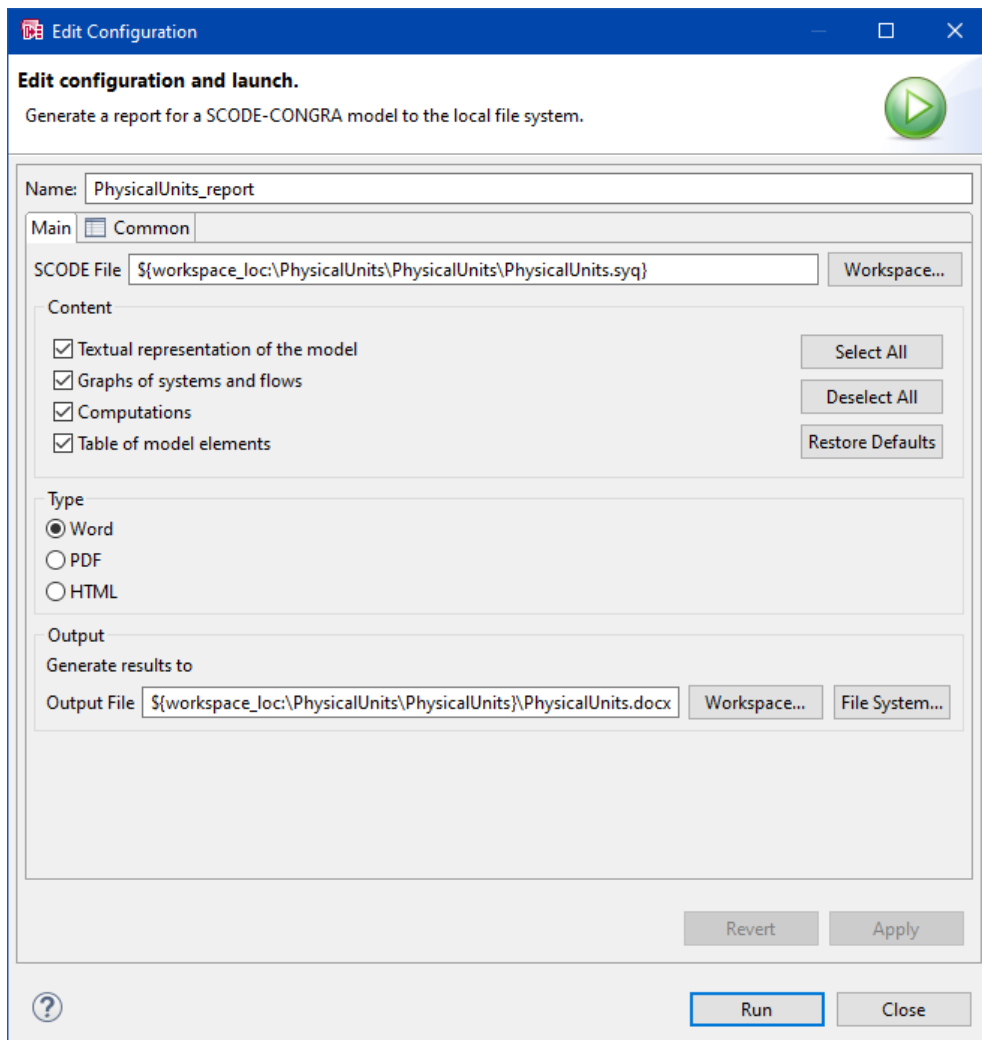 Edit Configuration
Edit configuration and launch.
Generate a report for a SCODE-CONGRA model to the local file system.
Name: PhysicalUnits_report
Main Common
SCODE File ${workspace_loc:\PhysicalUnits\PhysicalUnits\PhysicalUnits.syq} Workspace...
Content
Textual representation of the model Select All
Graphs of systems and flows
Deselect All
Computations
Table of model elements Restore Defaults
Type
Word
PDF
HTML
Output
Generate results to
Output File ${workspace_loc:\PhysicalUnits\PhysicalUnits}\PhysicalUnits.docx Workspace... File System...
Revert Apply
? Run Close